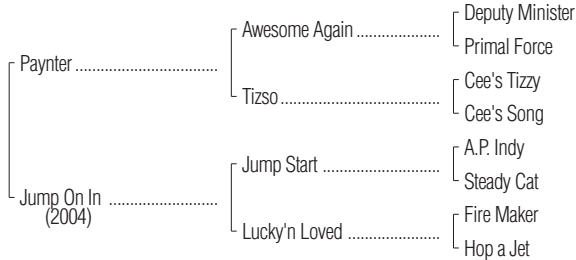 Deputy Minister
Awesome Again ..................
Primal Force
Paynter ...............................
Cee's Tizzy
Tizso ...................................
Cee's Song
A.P. Indy
Jump Start .........................
Steady Cat
Jump On In ........................
(2004)
Fire Maker
Lucky'n Loved ....................
Hop a Jet